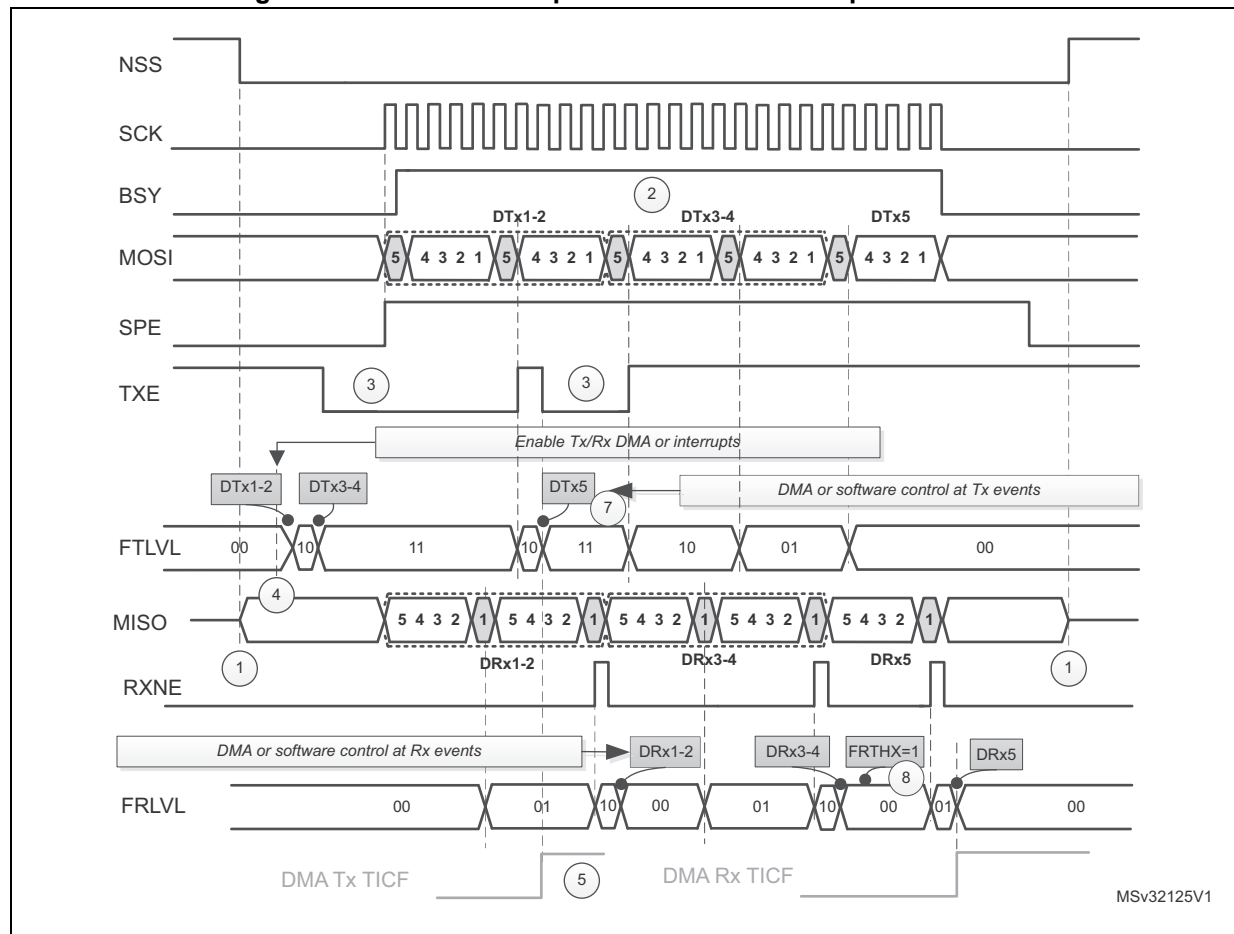 NSS
SCK
BSY
2
DTx1-2 DTx3-4 DTx5
MOSI 5 4 3 2 1 5 4 3 2 1 5 4 3 2 1 5 4 3 2 1 5 4 3 2 1
SPE
TXE 3 3
Enable Tx/Rx DMA or interrupts
DTx1-2 DTx3-4 DTx5 DMA or software control at Tx events
7
FTLVL 00 10 11 10 11 10 01 00
4
MISO 5 4 3 2 1 5 4 3 2 1 5 4 3 2 1 5 4 3 2 1 5 4 3 2 1
1 DRx1-2 DRx3-4 DRx5 1
RXNE
DMA or software control at Rx events DRx1-2 DRx3-4 FRTHX=1 DRx5
8
FRLVL 00 01 10 00 01 10 00 01 00
DMA Tx TICF 5 DMA Rx TICF
MSv32125V1